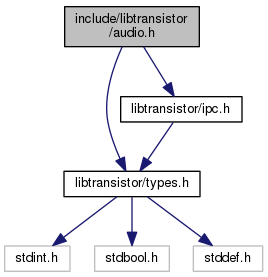 include/libtransistor
/audio.h
libtransistor/ipc.h
libtransistor/types.h
stdint.h
stdbool.h
stddef.h